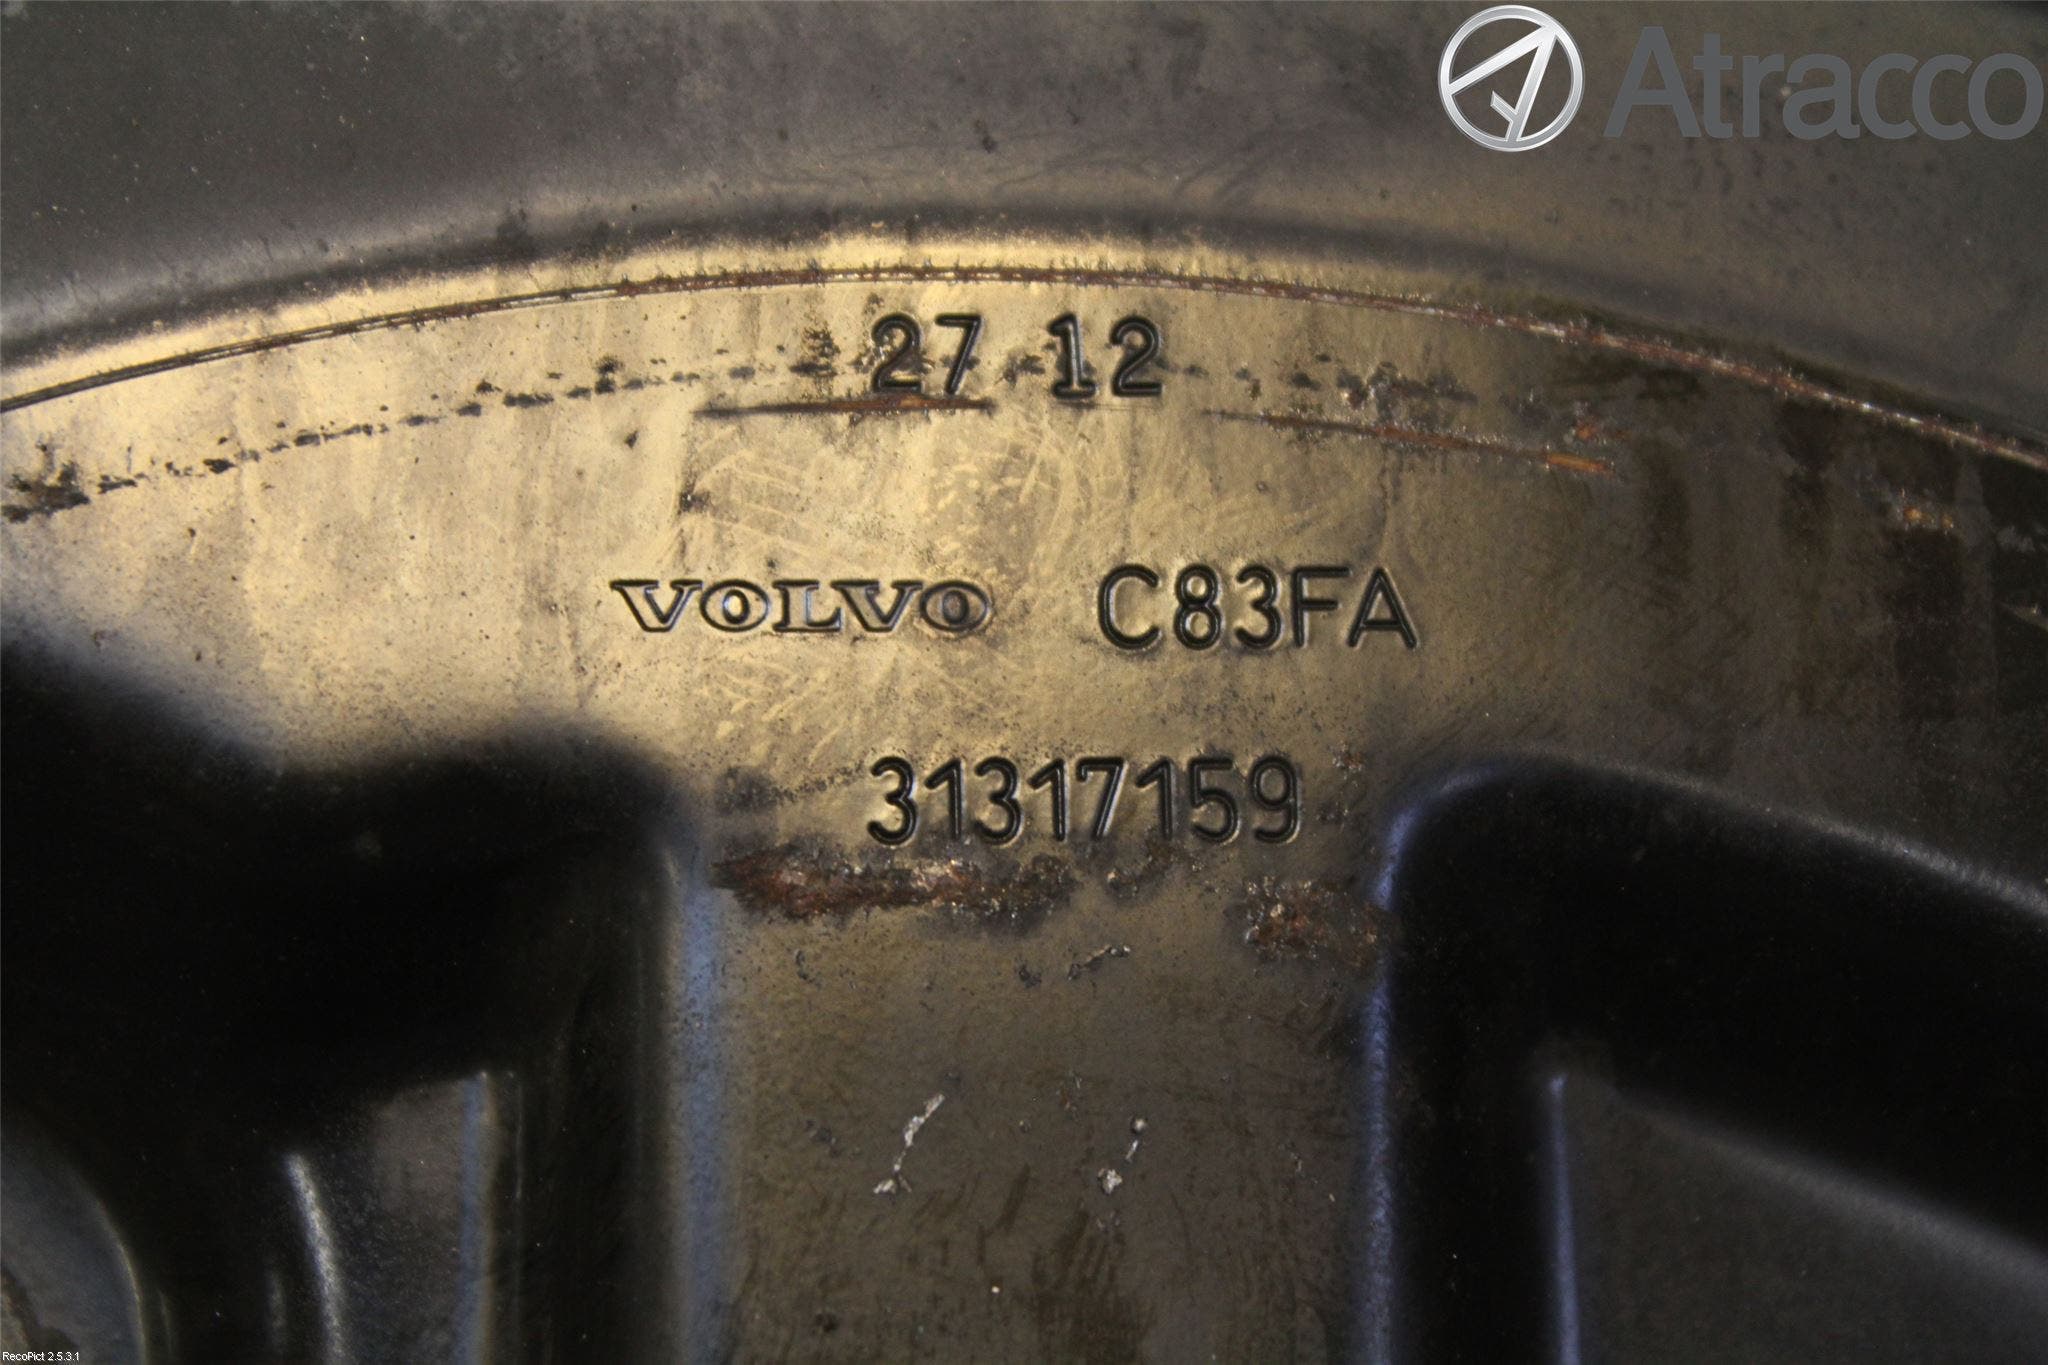 Atracco
27 12
VOLVO C83FA
31317159
RecoPict 2.5.3.1